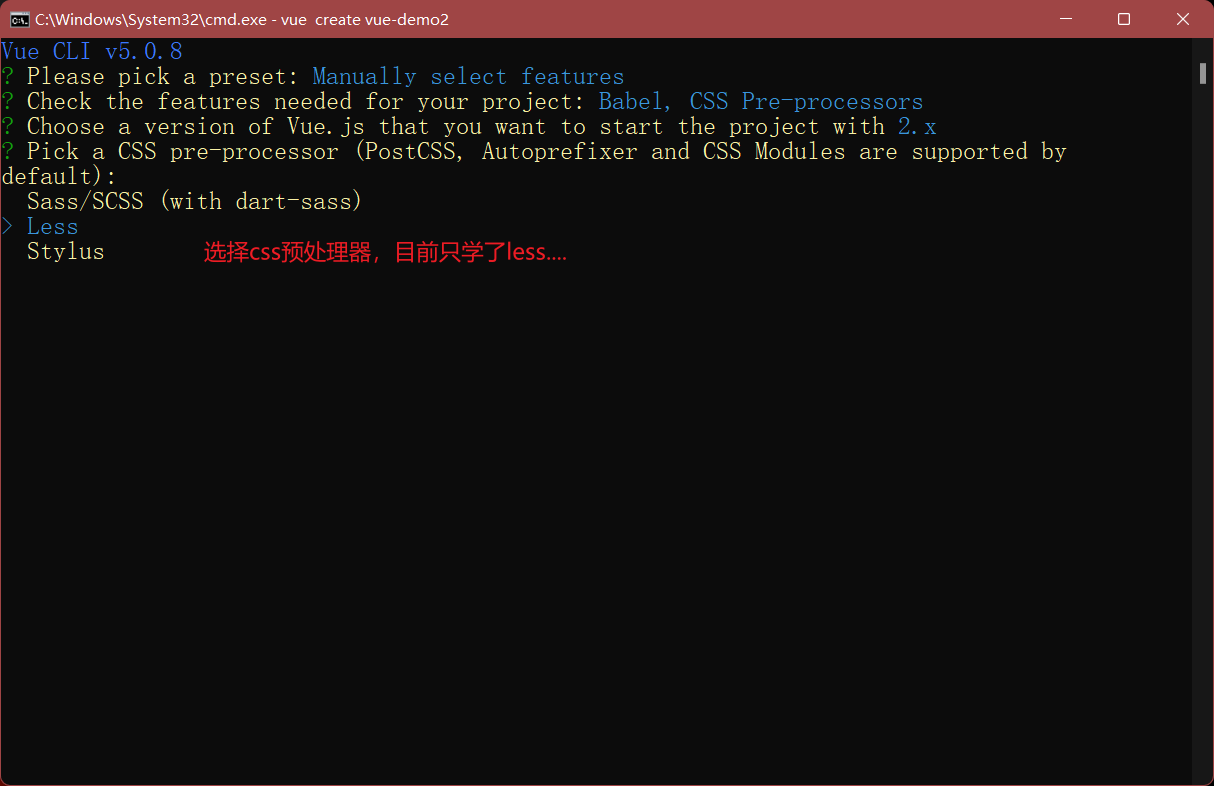 C:\Windows\System32\cmd.exe - vue  create vue-demo2
Vue CLI v5.0.8
? Please pick a preset: Manually select features
? Check the features needed for your project: Babel, CSS Pre-processors
? Choose a version of Vue.js that you want to start the project with 2.x
? Pick a CSS pre-processor (PostCSS, Autoprefixer and CSS Modules are supported by
default):
  Sass/SCSS (with dart-sass)
> Less
  Stylus 选择css预处理器，目前只学了less....